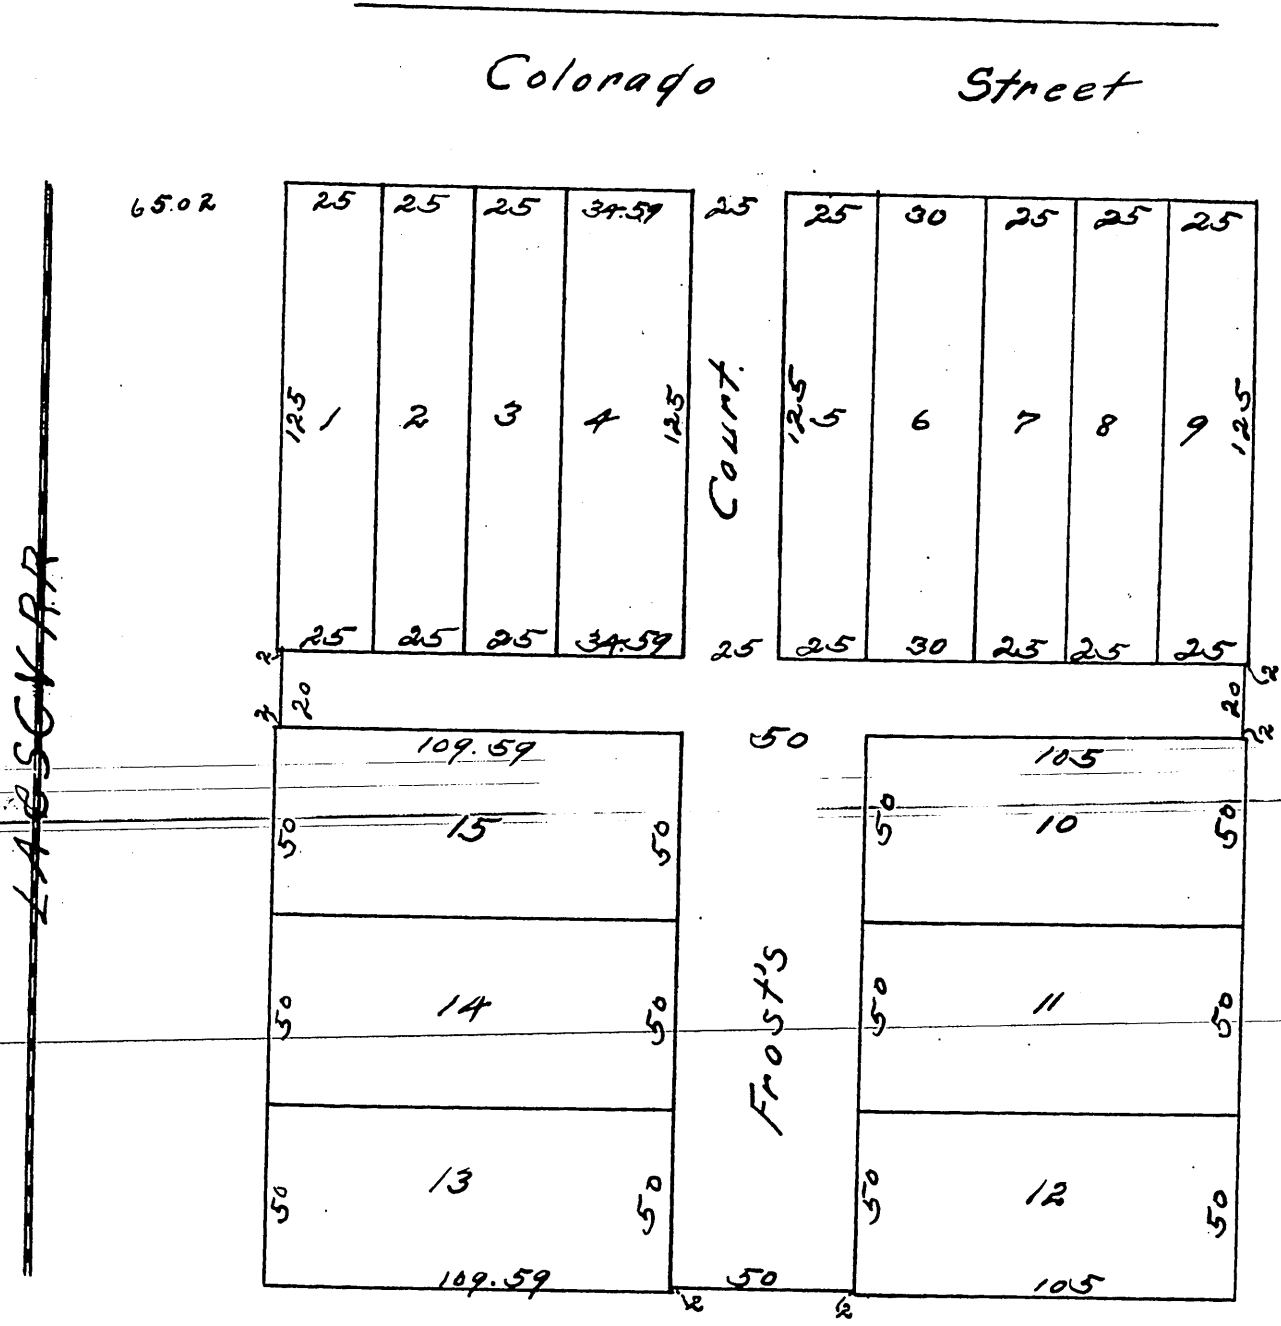 Colorado Street
65.02 25 25 25 34.59 25 25 30 25 25 25
125 1 2 3 4 125 Court. 125 5 6 7 8 9 125
25 25 25 34.59 25 25 30 25 25 25
2 2
2 20 20 2
109.59 50 105
50 15 50 50 10 50
50 14 50 50 11 50
Frost's
50 13 50 50 12 50
109.59 50 105
2 2
LA & SGV RR